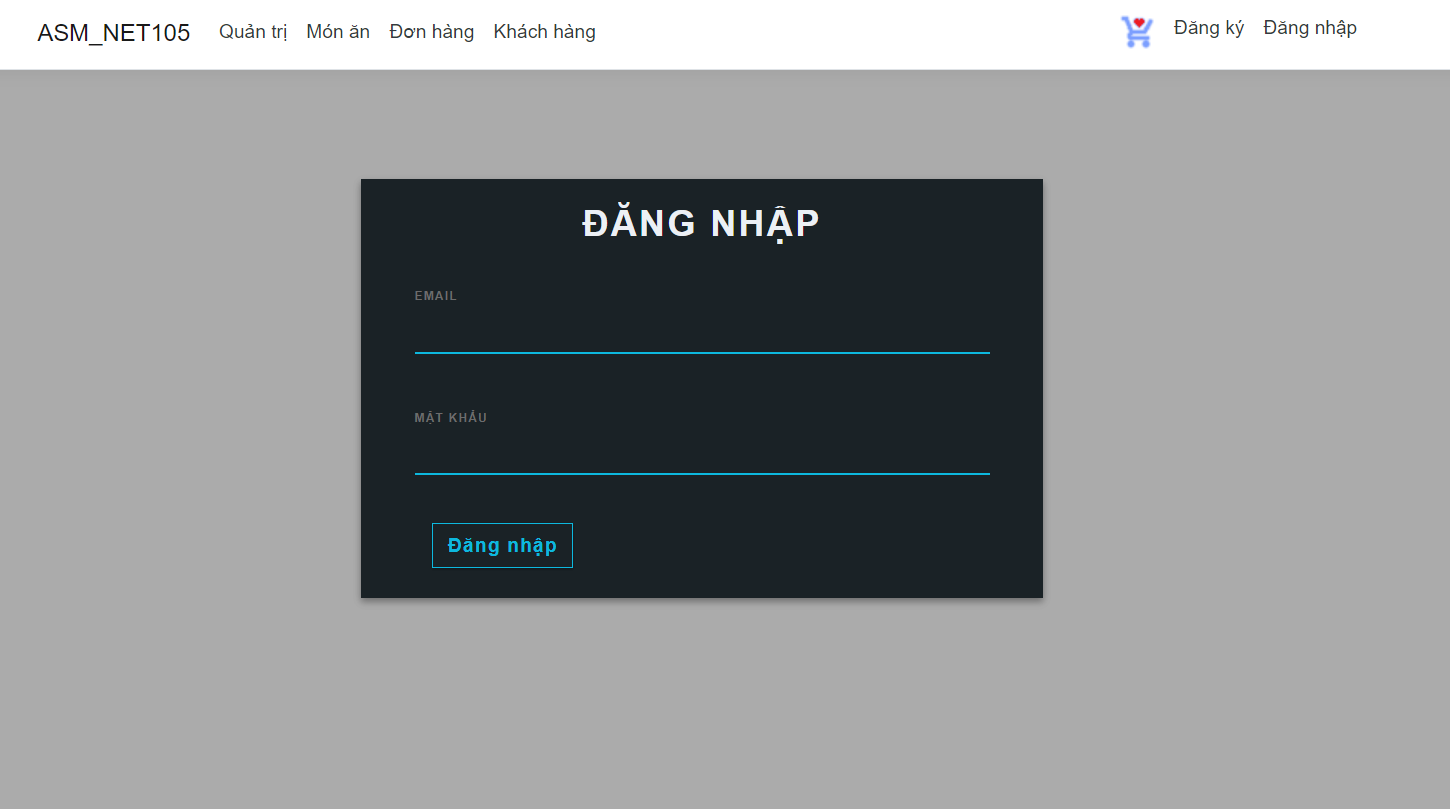 ASM_NET105 Quản trị Món ăn Đơn hàng Khách hàng Đăng ký Đăng nhập
ĐĂNG NHẬP
EMAIL
MẬT KHẨU
Đăng nhập